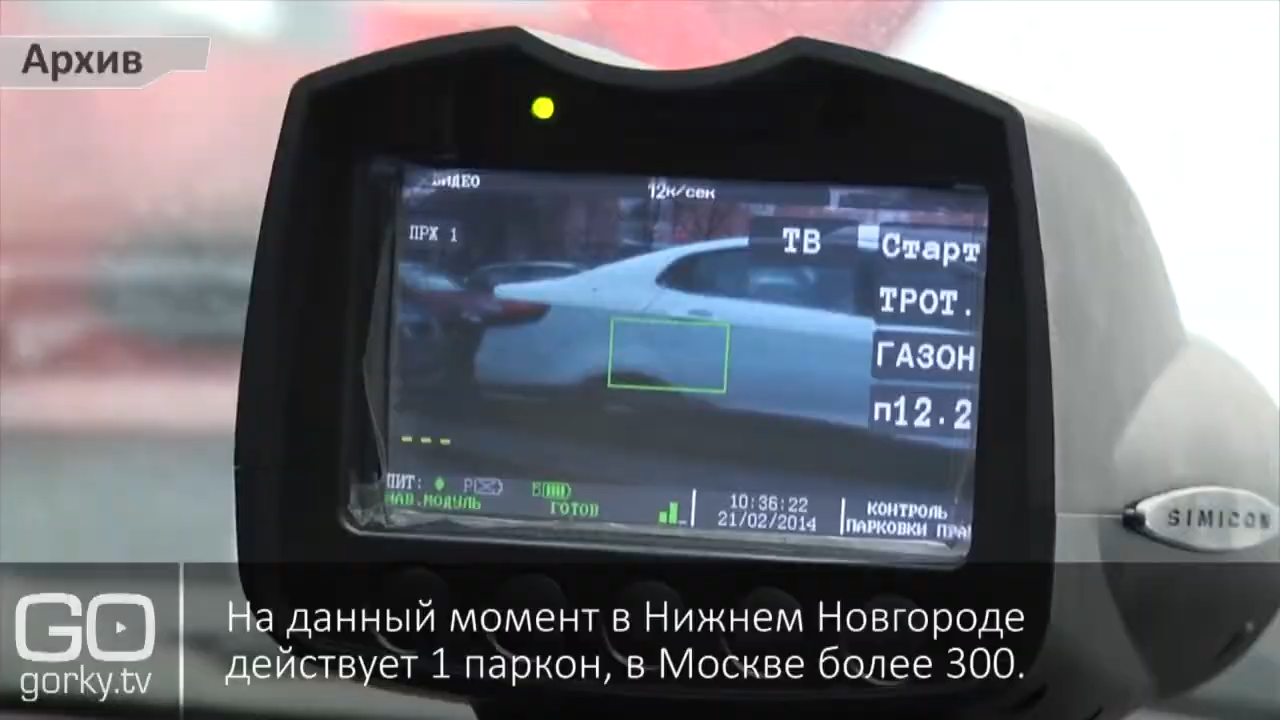 Архив
ВИДЕО
12к/сек
ПРЖ 1
ТВ
Старт
ТРОТ.
ГАЗОН
п12.2
ПИТ:
НАВ.МОДУЛЬ
ГОТОВ
10:36:22
21/02/2014
КОНТРОЛЬ
ПАРКОВКИ ПРА
SIMICON
GO
gorky.tv
На данный момент в Нижнем Новгороде
действует 1 паркон, в Москве более 300.